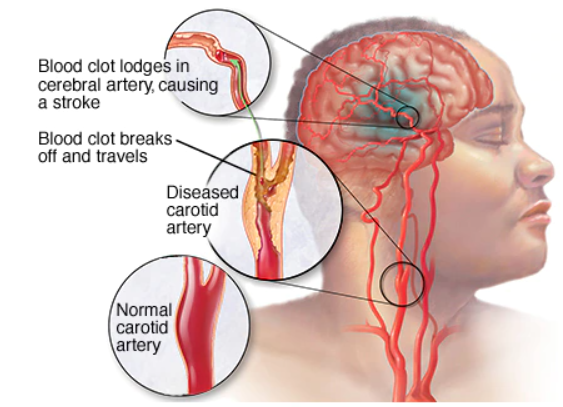 Blood clot lodges in
cerebral artery, causing
a stroke
Blood clot breaks
off and travels
Diseased
carotid
artery
Normal
carotid
artery